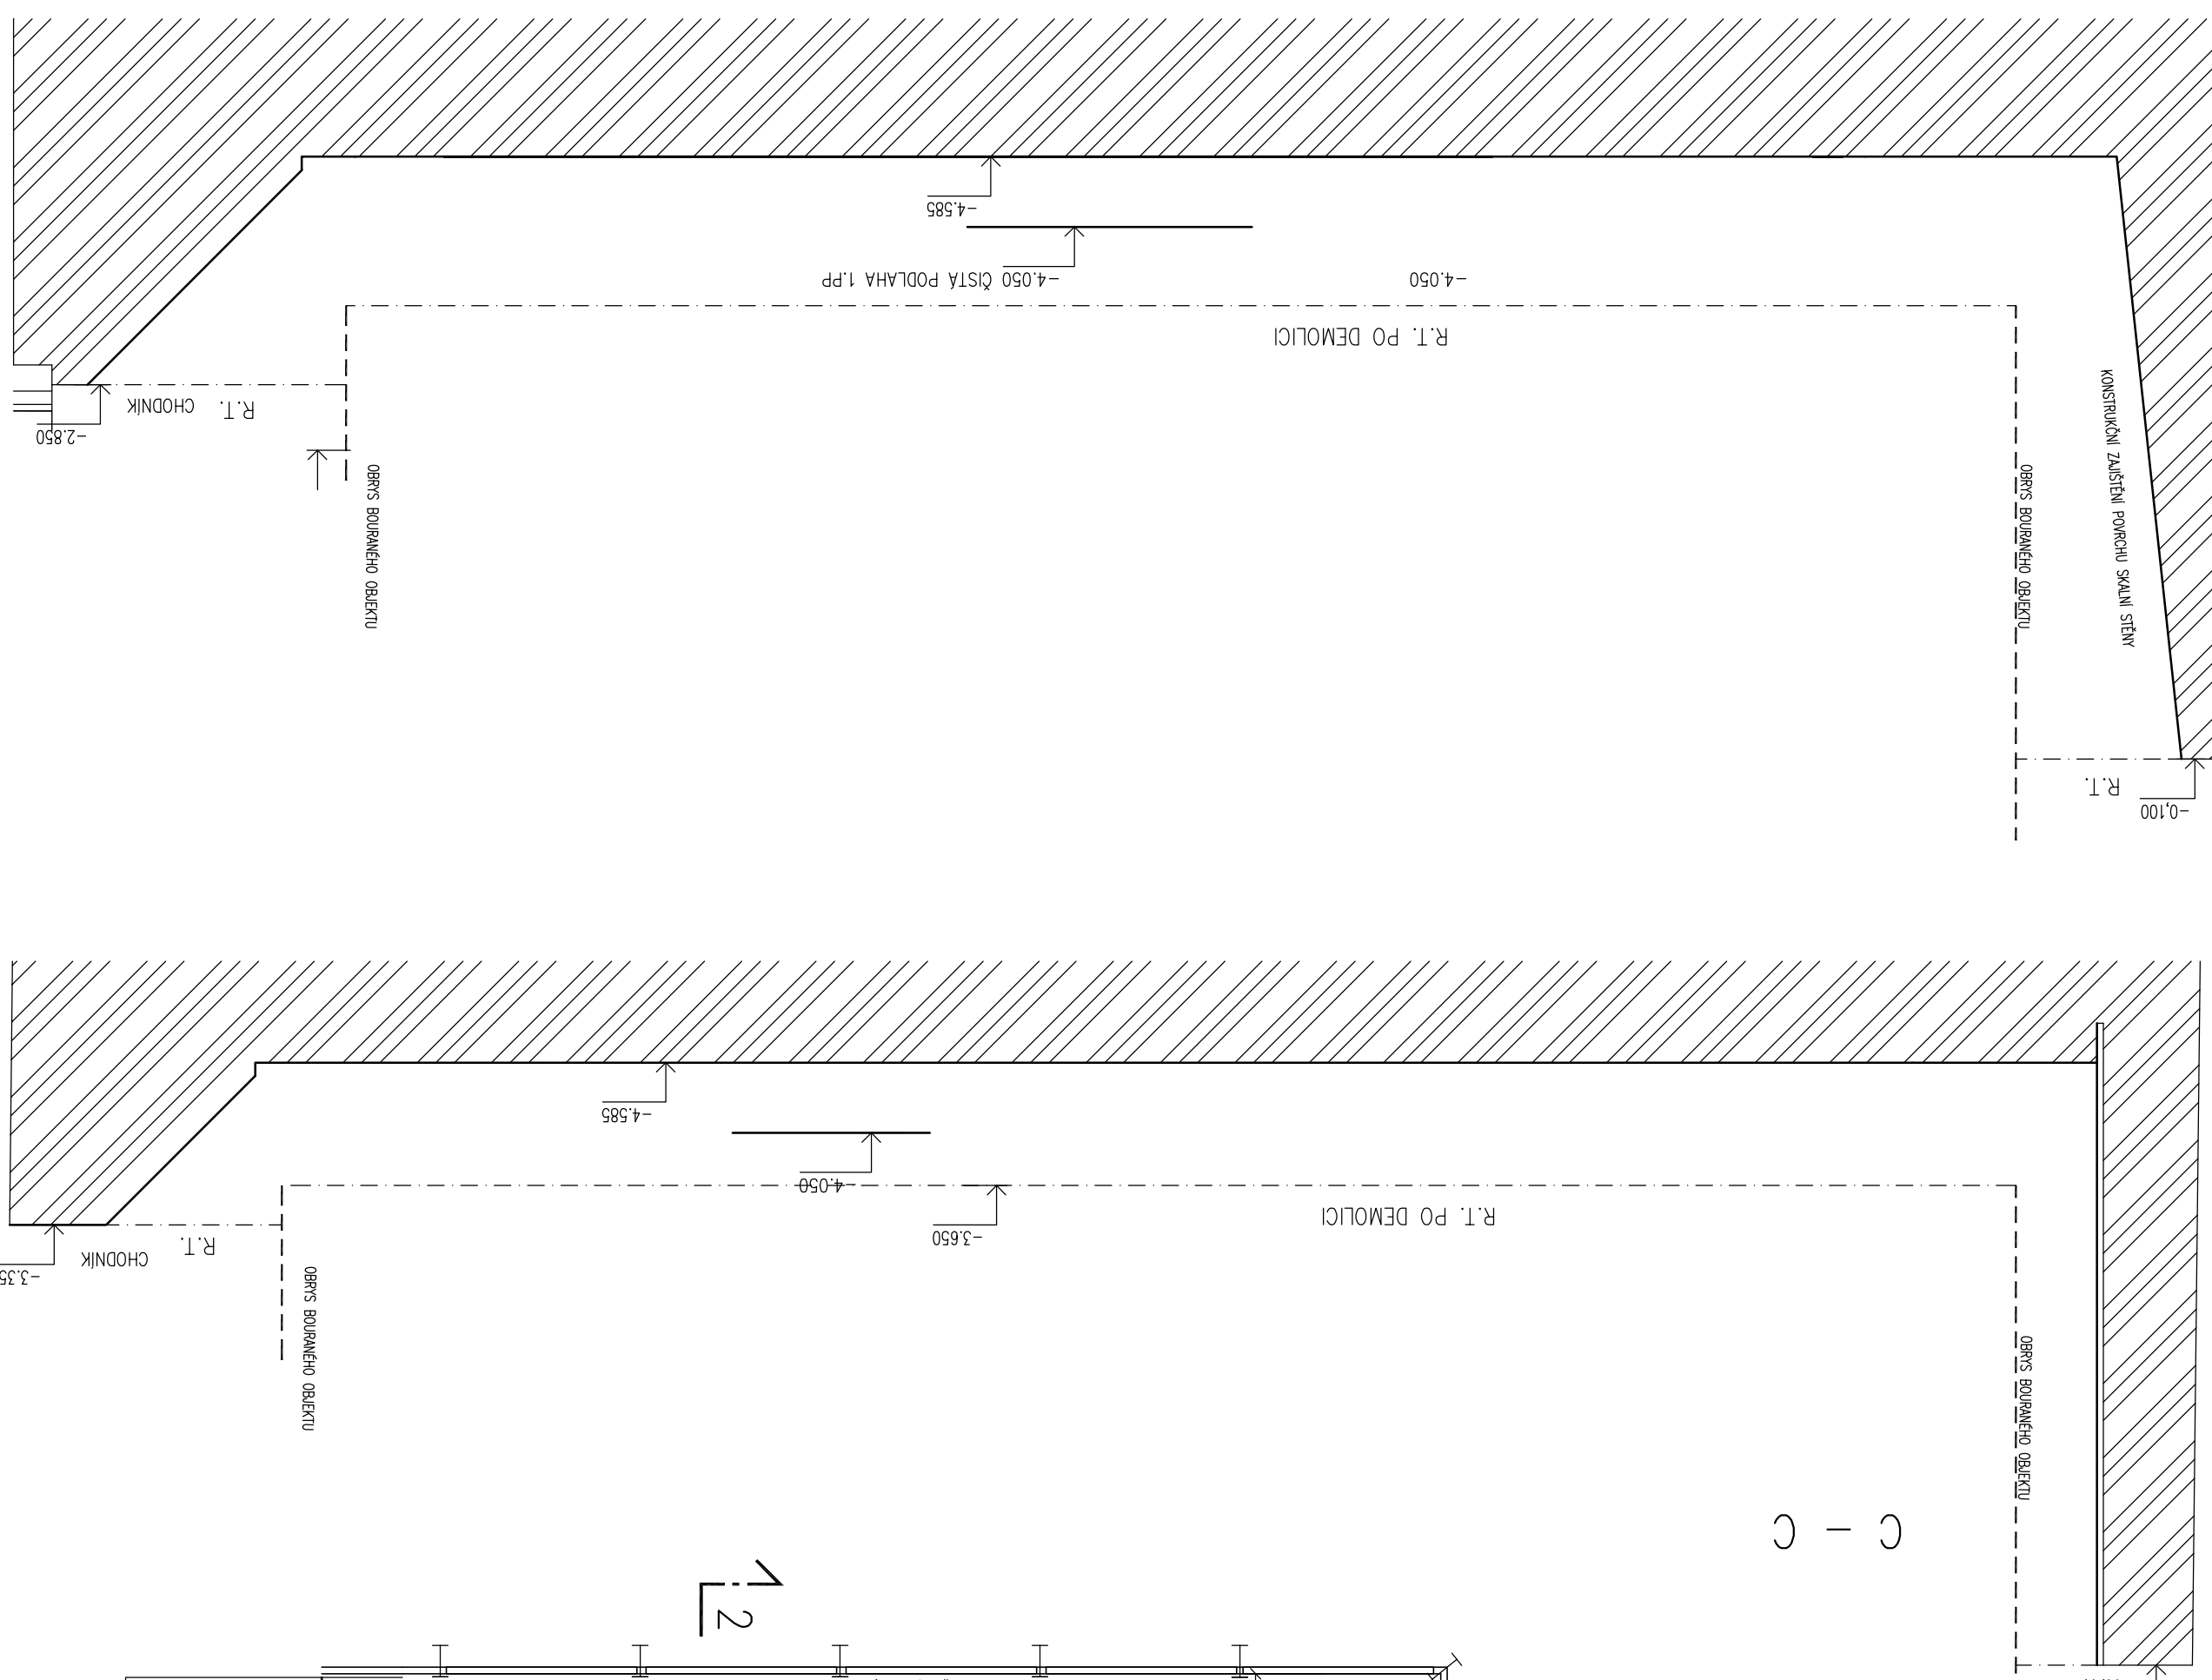 -4.585
-4.050 ČISTÁ PODLAHA 1.PP
-4.050
R.T. PO DEMOLICI
R.T. CHODNÍK
-2.850
OBRYS BOURANÉHO OBJEKTU
OBRYS BOURANÉHO OBJEKTU
KONSTRUKČNÍ ZAJIŠTĚNÍ POVRCHU SKALNÍ STĚNY
R.T.
-0,100
-4.585
-4.050
-3.650
R.T. PO DEMOLICI
R.T. CHODNÍK
-3.35
OBRYS BOURANÉHO OBJEKTU
OBRYS BOURANÉHO OBJEKTU
C - C
2